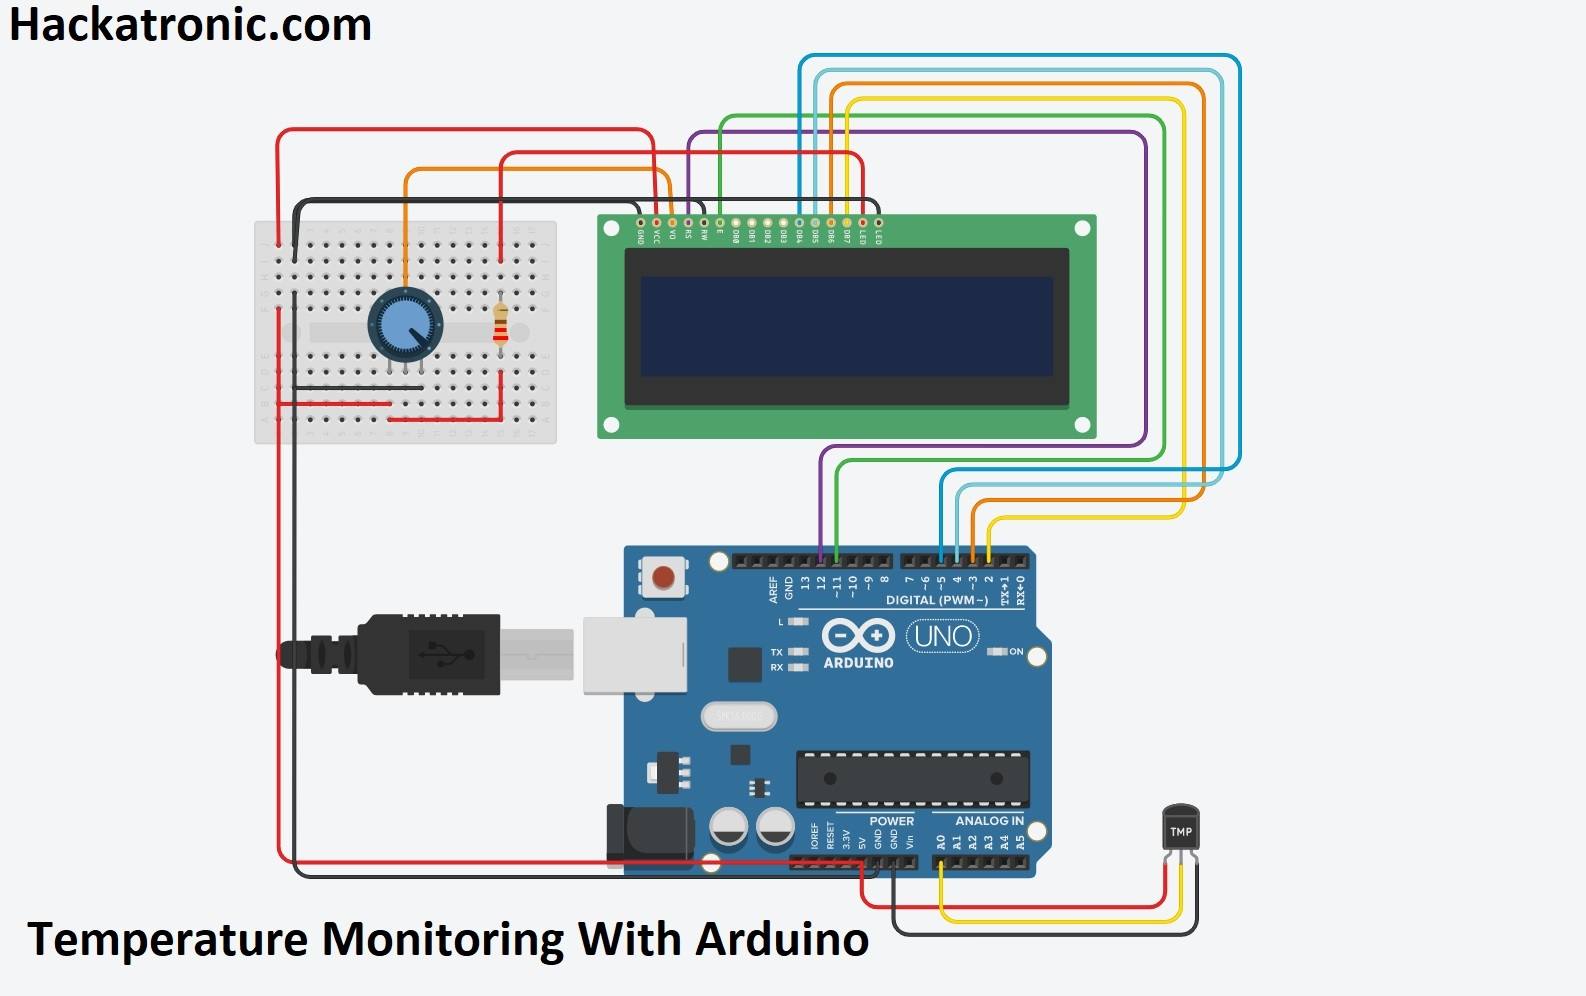 Hackatronic.com
GND VCC V0 RS RW E DB0 DB1 DB2 DB3 DB4 DB5 DB6 DB7 LED LED
AREF GND 13 12 ~11 ~10 ~9 8 7 ~6 ~5 4 ~3 2 TX→1 RX←0
DIGITAL (PWM~)
L
TX
RX
ARDUINO
UNO
ON
POWER
ANALOG IN
IOREF RESET 3.3V 5V GND GND Vin A0 A1 A2 A3 A4 A5
TMP
Temperature Monitoring With Arduino